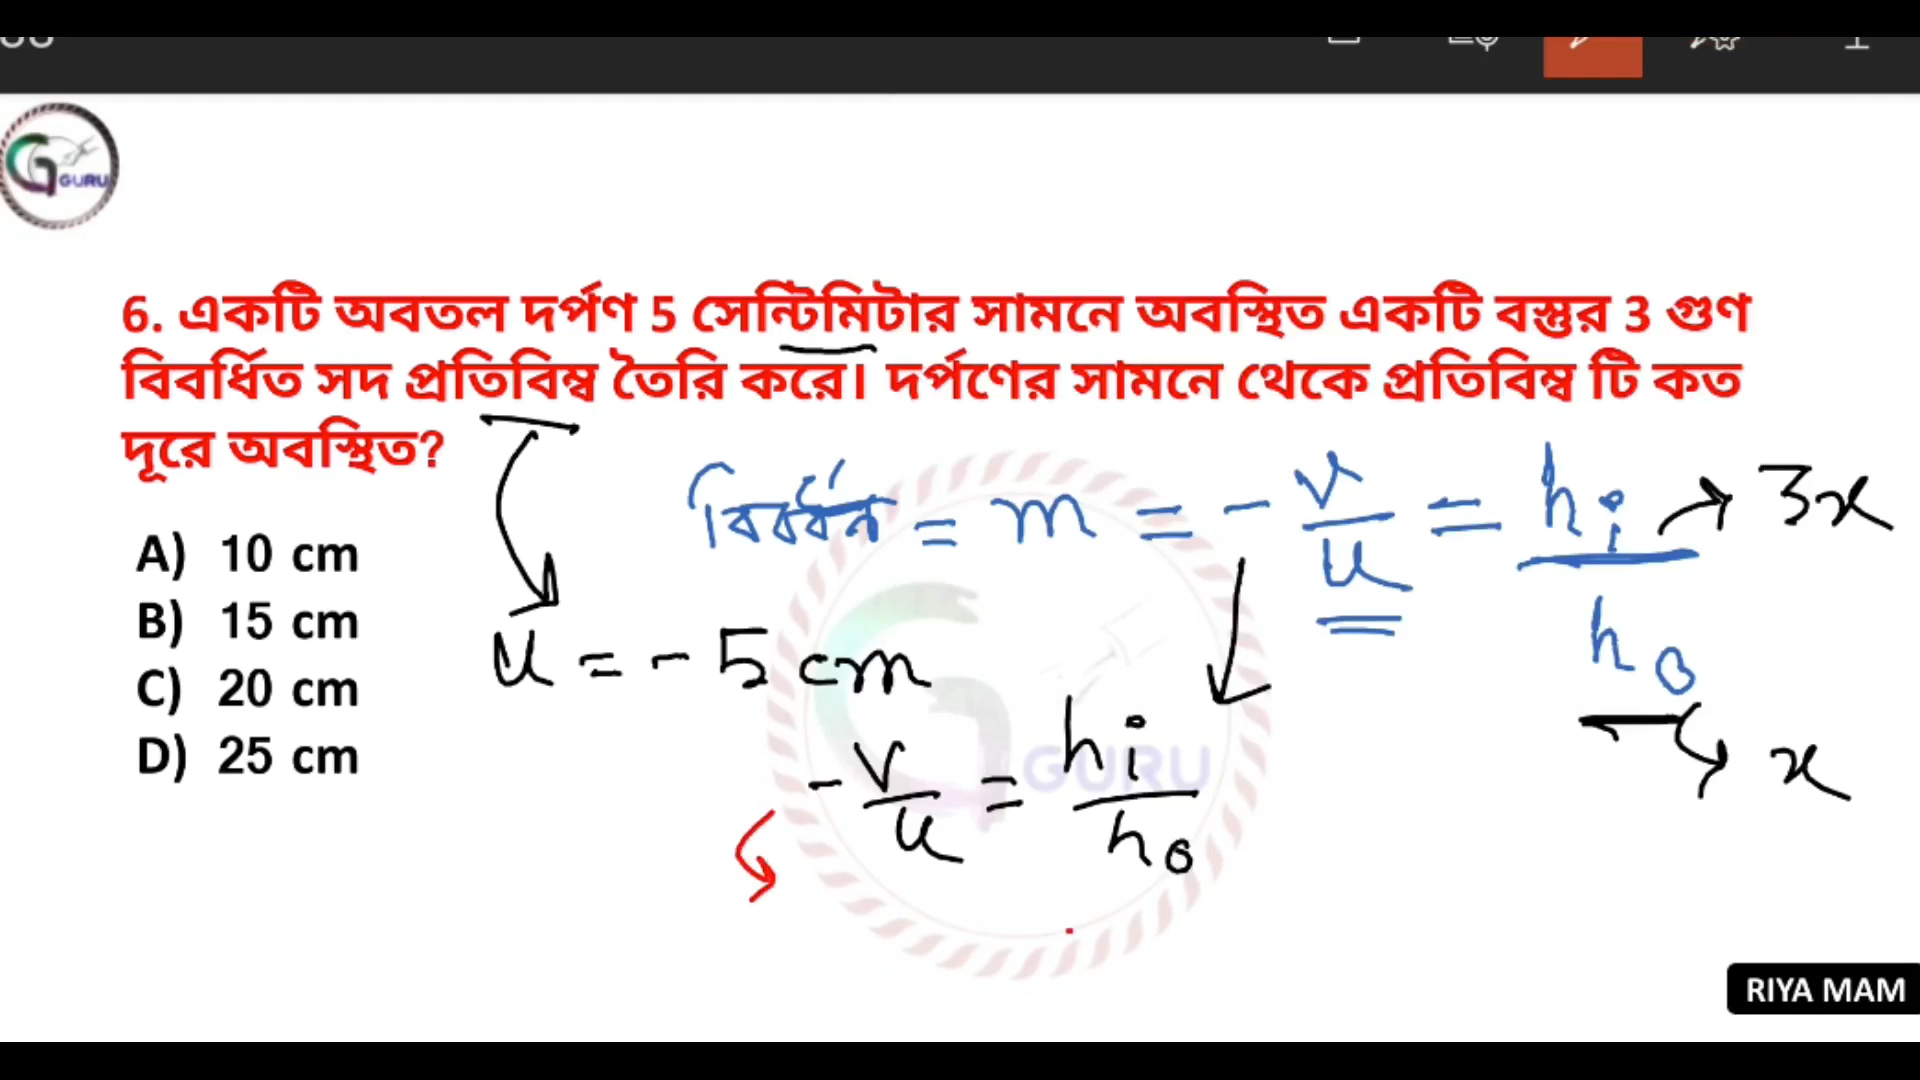 GURU
6. একটি অবতল দর্পণ 5 সেন্টিমিটার সামনে অবস্থিত একটি বস্তুর 3 গুণ
বিবর্ধিত সদ প্রতিবিম্ব তৈরি করে। দর্পণের সামনে থেকে প্রতিবিম্ব টি কত
দূরে অবস্থিত?
বিবর্ধন = m = - v/u = hi/ho
3x
x
A) 10 cm
B) 15 cm
C) 20 cm
D) 25 cm
u = - 5 cm
- v/u = hi/ho
GURU
RIYA MAM